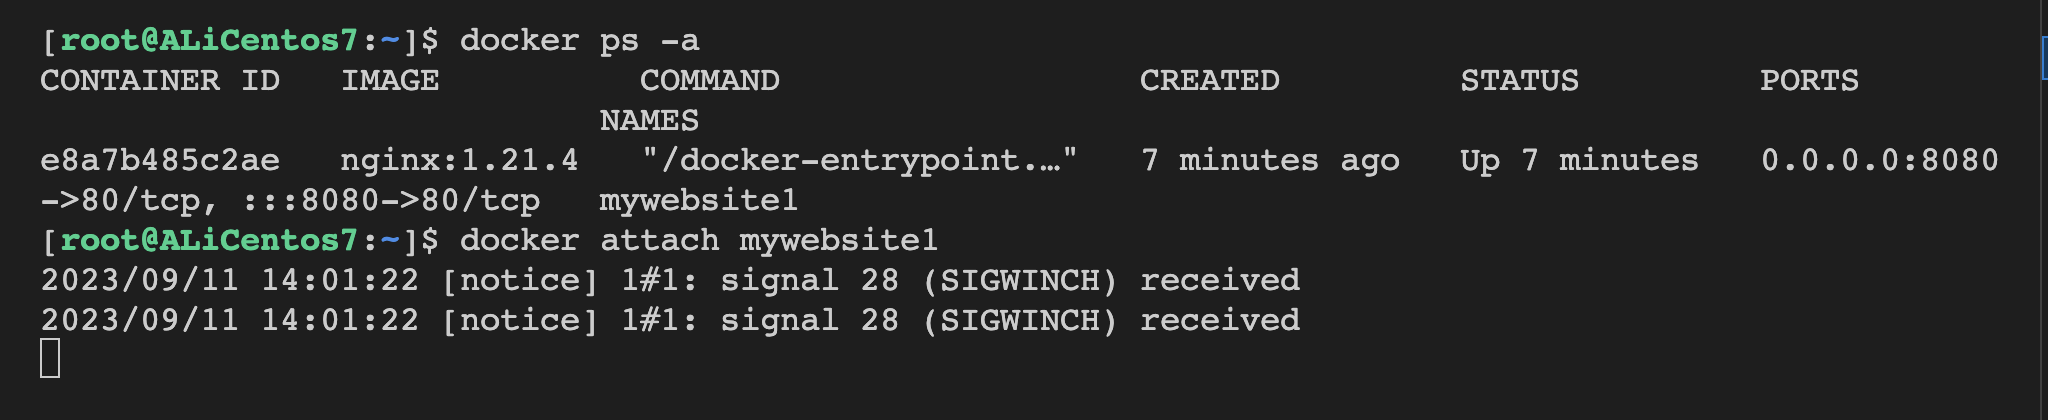 [root@ALiCentos7:~]$ docker ps -a
CONTAINER ID   IMAGE          COMMAND                  CREATED         STATUS         PORTS
                            NAMES
e8a7b485c2ae   nginx:1.21.4   "/docker-entrypoint.…"   7 minutes ago   Up 7 minutes   0.0.0.0:8080
->80/tcp, :::8080->80/tcp   mywebsite1
[root@ALiCentos7:~]$ docker attach mywebsite1
2023/09/11 14:01:22 [notice] 1#1: signal 28 (SIGWINCH) received
2023/09/11 14:01:22 [notice] 1#1: signal 28 (SIGWINCH) received